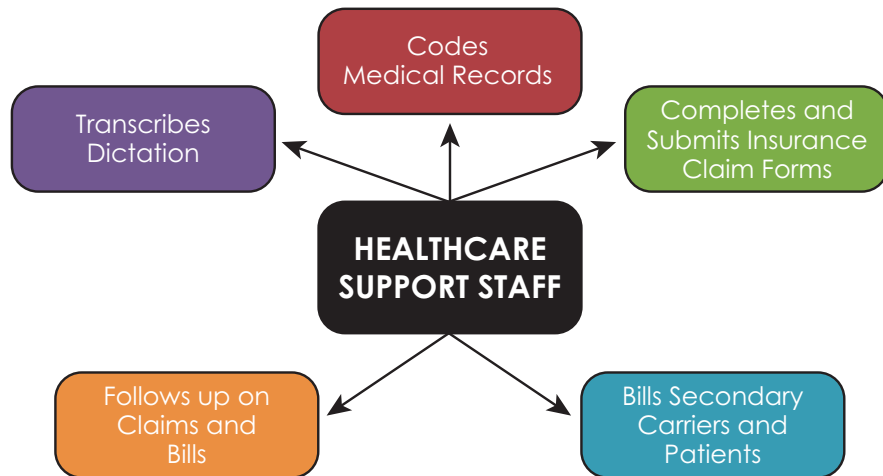 Codes
Medical Records
Transcribes
Dictation
Completes and
Submits Insurance
Claim Forms
HEALTHCARE
SUPPORT STAFF
Follows up on
Claims and
Bills
Bills Secondary
Carriers and
Patients